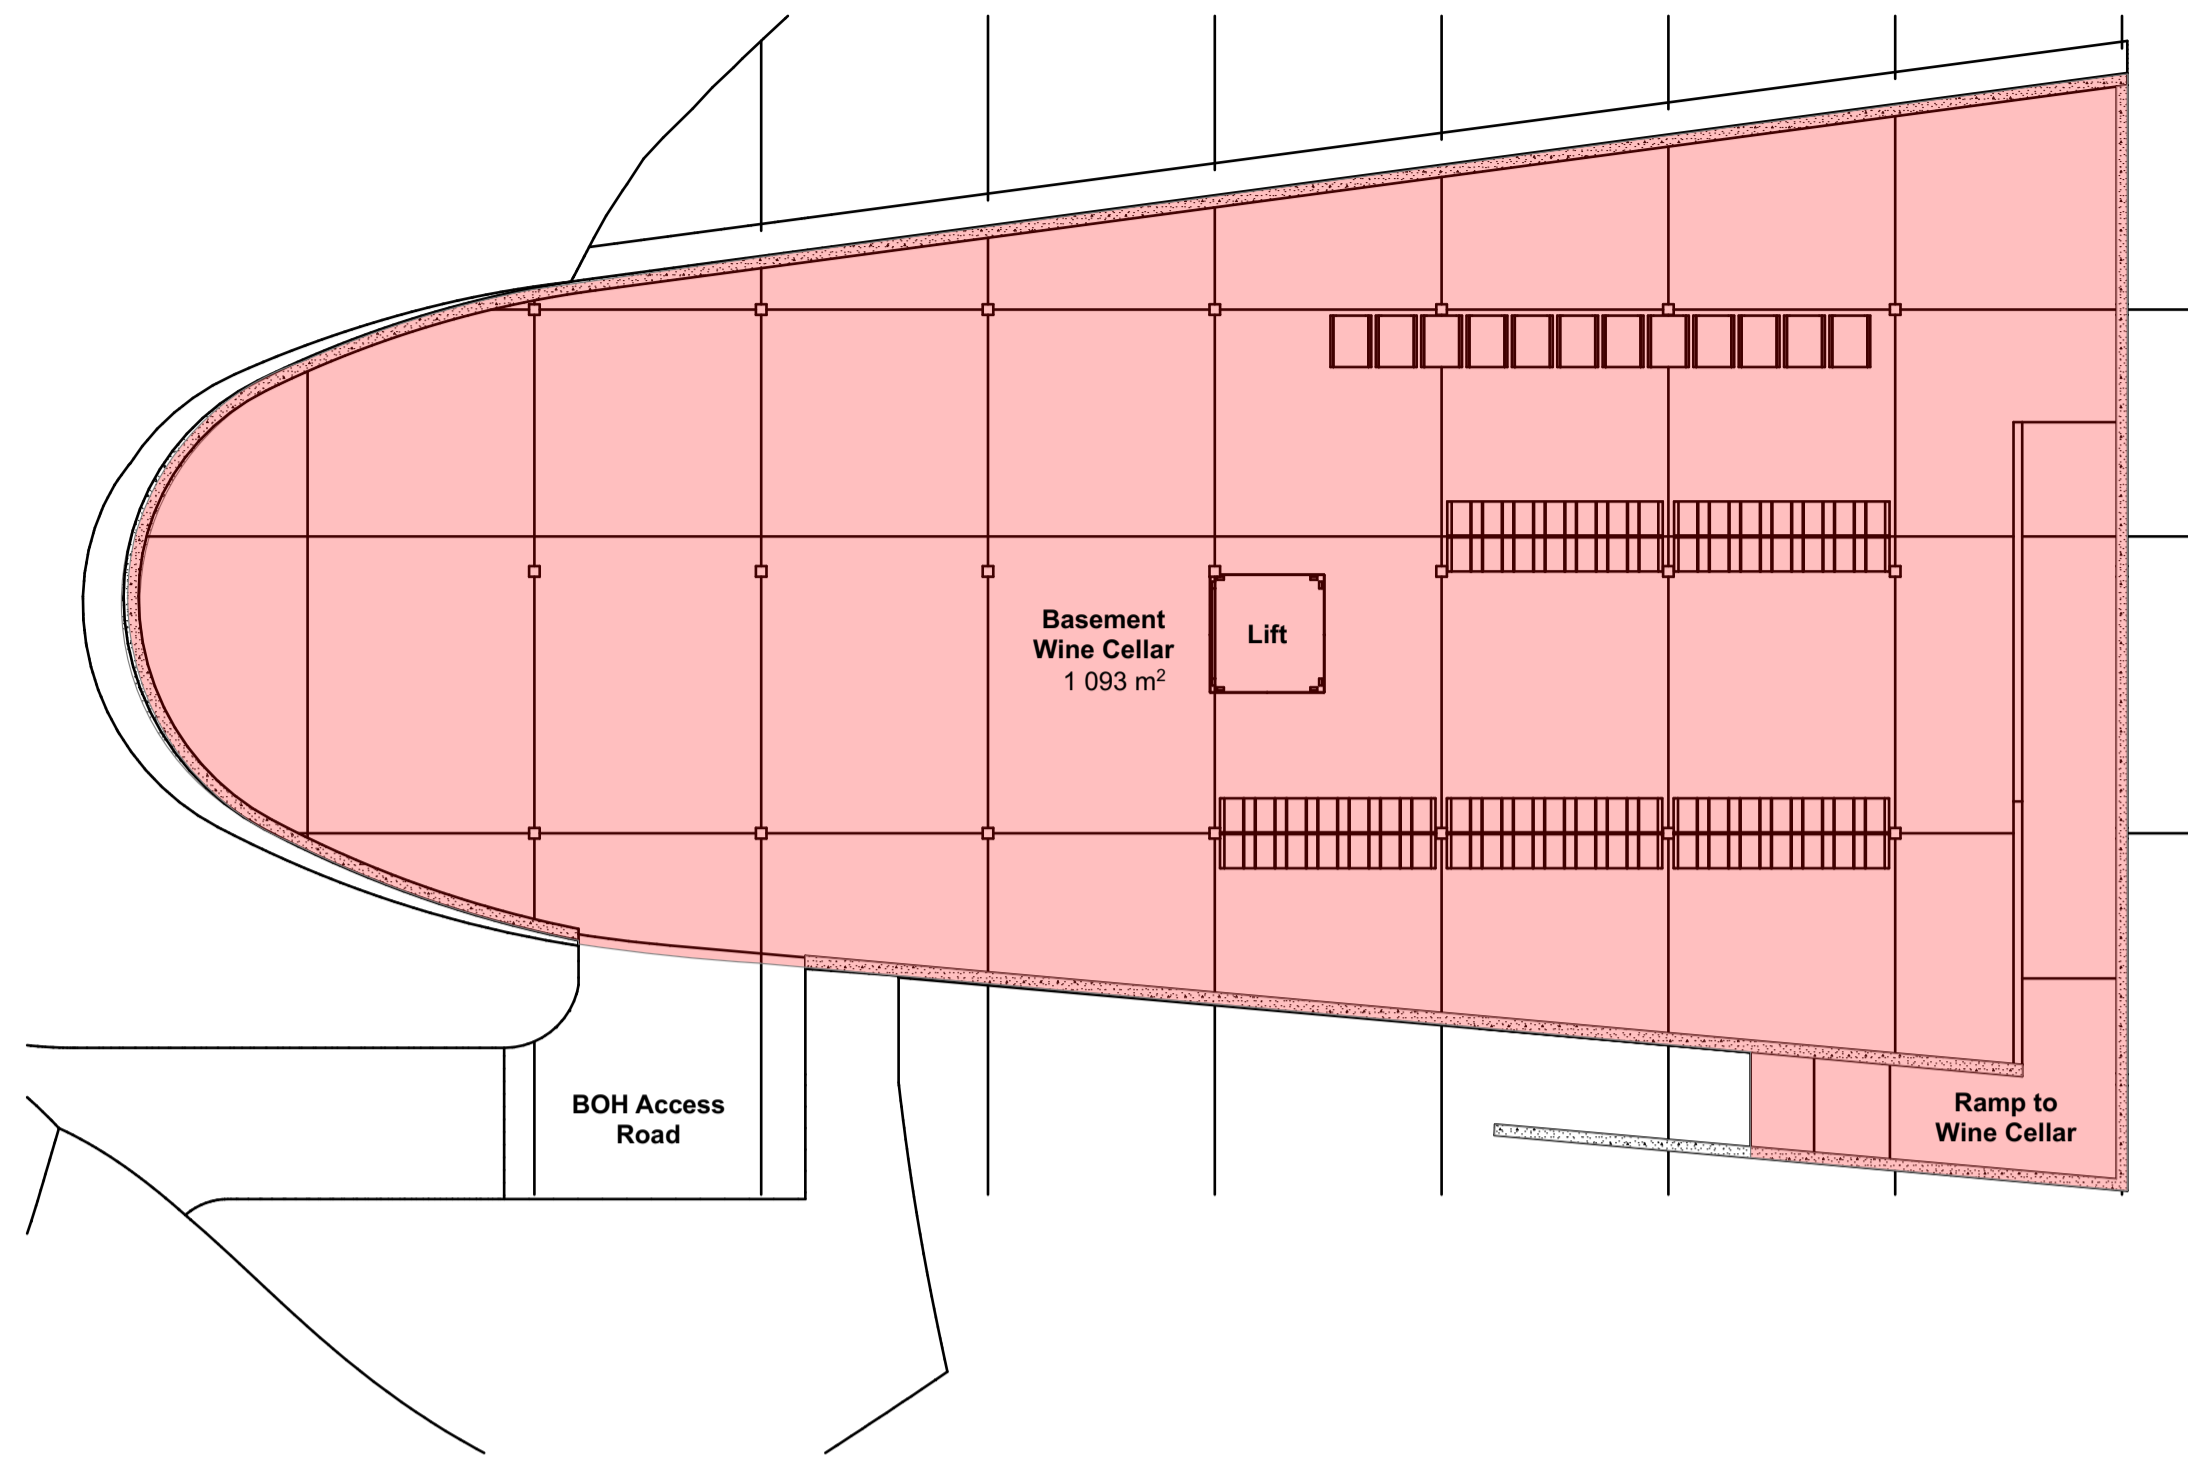 Basement
Wine Cellar
1 093 m²
Lift
BOH Access
Road
Ramp to
Wine Cellar